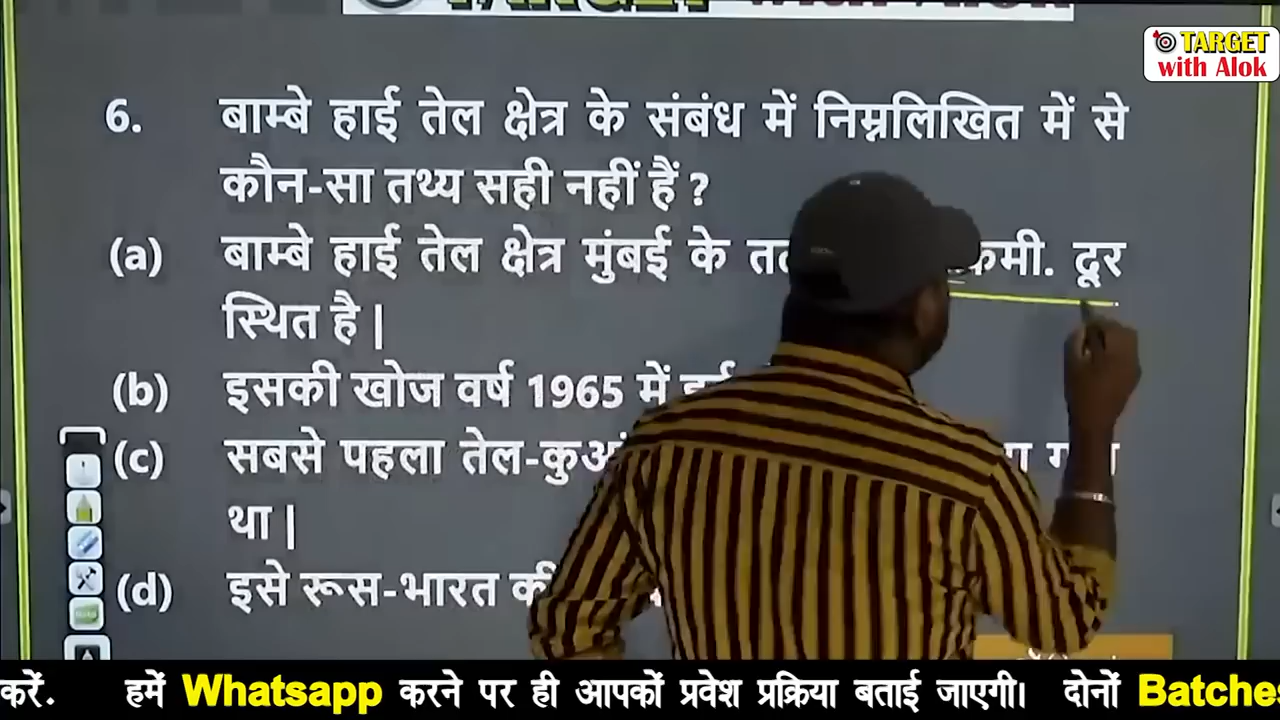 TARGET
with Alok
6. बाम्बे हाई तेल क्षेत्र के संबंध में निम्नलिखित में से
कौन-सा तथ्य सही नहीं हैं ?
(a) बाम्बे हाई तेल क्षेत्र मुंबई के दूर
स्थित है |
(b) इसकी खोज वर्ष 1965 में
(c) सबसे पहला
था |
(d) इसे रूस-भारत
करें. हमें Whatsapp करने पर ही आपकों प्रवेश प्रक्रिया बताई जाएगी। दोनों Batches